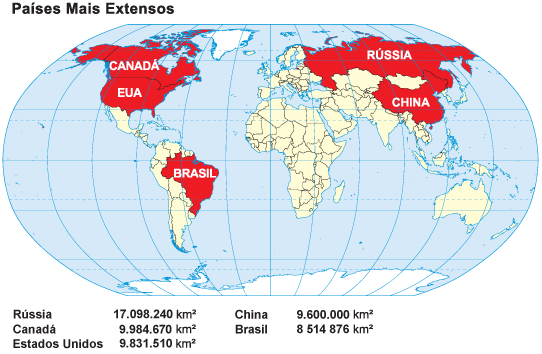 Países Mais Extensos
CANADÁ
RÚSSIA
EUA
CHINA
BRASIL
Rússia 17.098.240 km² China 9.600.000 km²
Canadá 9.984.670 km² Brasil 8 514 876 km²
Estados Unidos 9.831.510 km²